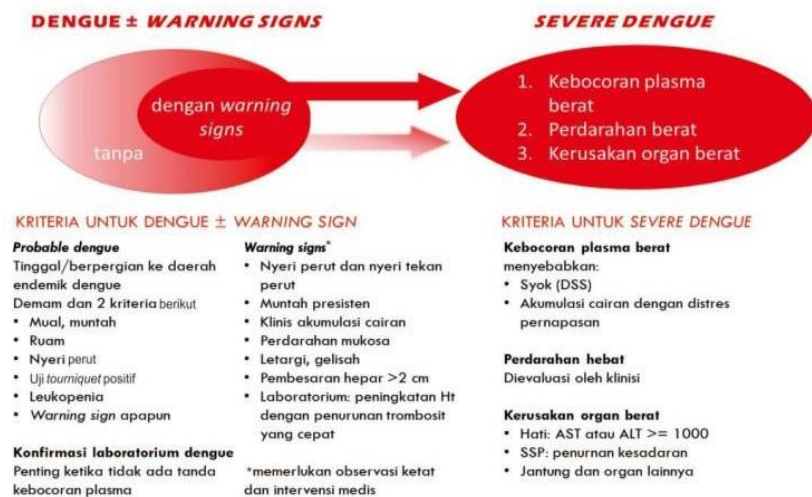 DENGUE ± WARNING SIGNS
SEVERE DENGUE
dengan warning
signs
tanpa
1. Kebocoran plasma
berat
2. Perdarahan berat
3. Kerusakan organ berat
KRITERIA UNTUK DENGUE ± WARNING SIGN
Probable dengue
Tinggal/berpergian ke daerah
endemik dengue
Demam dan 2 kriteria berikut
• Mual, muntah
• Ruam
• Nyeri perut
• Uji tourniquet positif
• Leukopenia
• Warning sign apapun
Konfirmasi laboratorium dengue
Penting ketika tidak ada tanda
kebocoran plasma
Warning signs*
• Nyeri perut dan nyeri tekan
perut
• Muntah presisten
• Klinis akumulasi cairan
• Perdarahan mukosa
• Letargi, gelisah
• Pembesaran hepar >2 cm
• Laboratorium: peningkatan Ht
dengan penurunan trombosit
yang cepat
*memerlukan observasi ketat
dan intervensi medis
KRITERIA UNTUK SEVERE DENGUE
Kebocoran plasma berat
menyebabkan:
• Syok (DSS)
• Akumulasi cairan dengan distres
pernapasan
Perdarahan hebat
Dievaluasi oleh klinisi
Kerusakan organ berat
• Hati: AST atau ALT >= 1000
• SSP: penurnan kesadaran
• Jantung dan organ lainnya